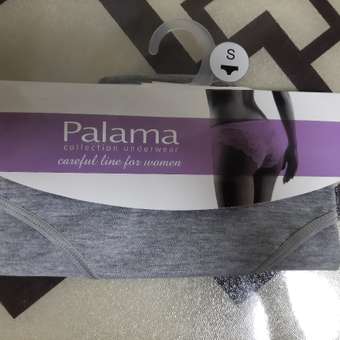 S
Palama
collection underwear
careful line for women